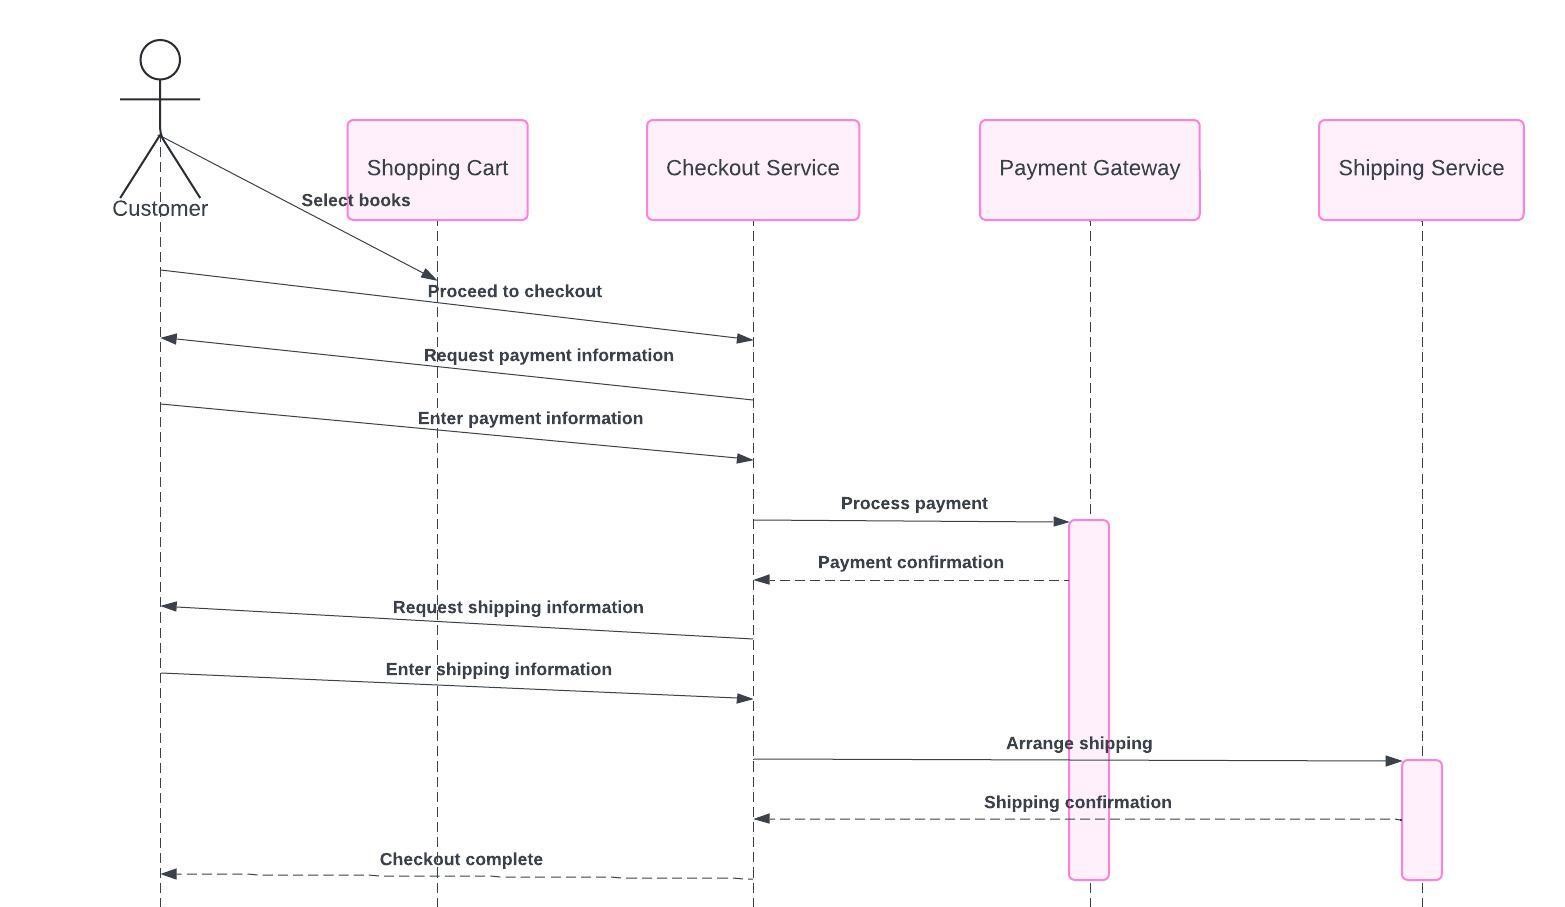 Shopping Cart
Checkout Service
Payment Gateway
Shipping Service
Customer
Select books
Proceed to checkout
Request payment information
Enter payment information
Process payment
Payment confirmation
Request shipping information
Enter shipping information
Arrange shipping
Shipping confirmation
Checkout complete